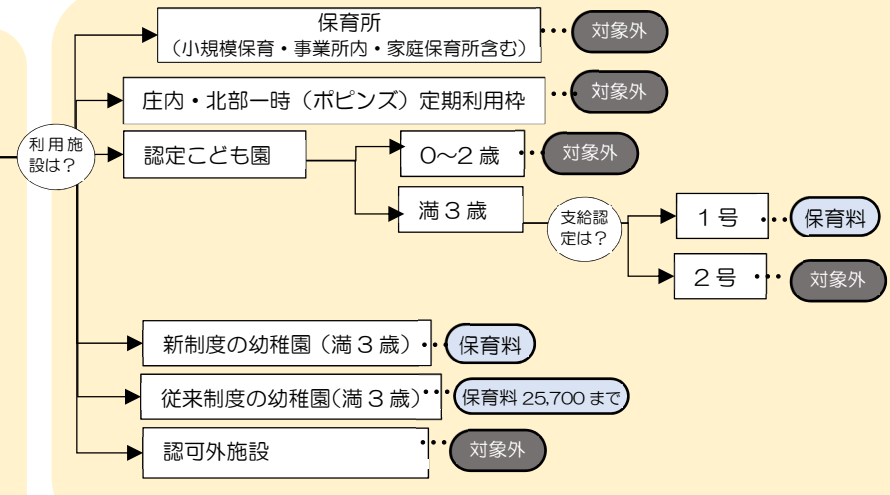 保育所
（小規模保育・事業所内・家庭保育所含む）
対象外
庄内・北部一時（ポピンズ）定期利用枠
対象外
利用施
設は？
認定こども園
0～2歳
対象外
満3歳
支給認
定は？
1号
保育料
2号
対象外
新制度の幼稚園（満3歳）
保育料
従来制度の幼稚園(満3歳)
保育料 25,700 まで
認可外施設
対象外